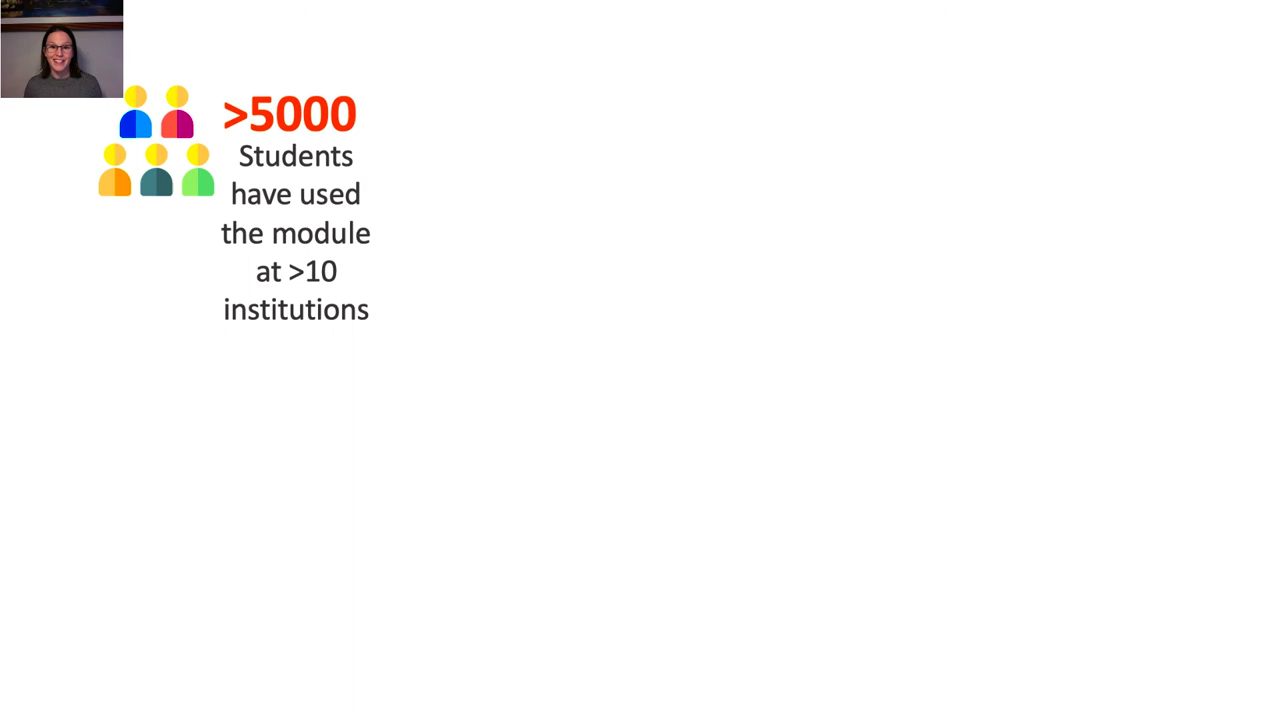 >5000
Students
have used
the module
at >10
institutions